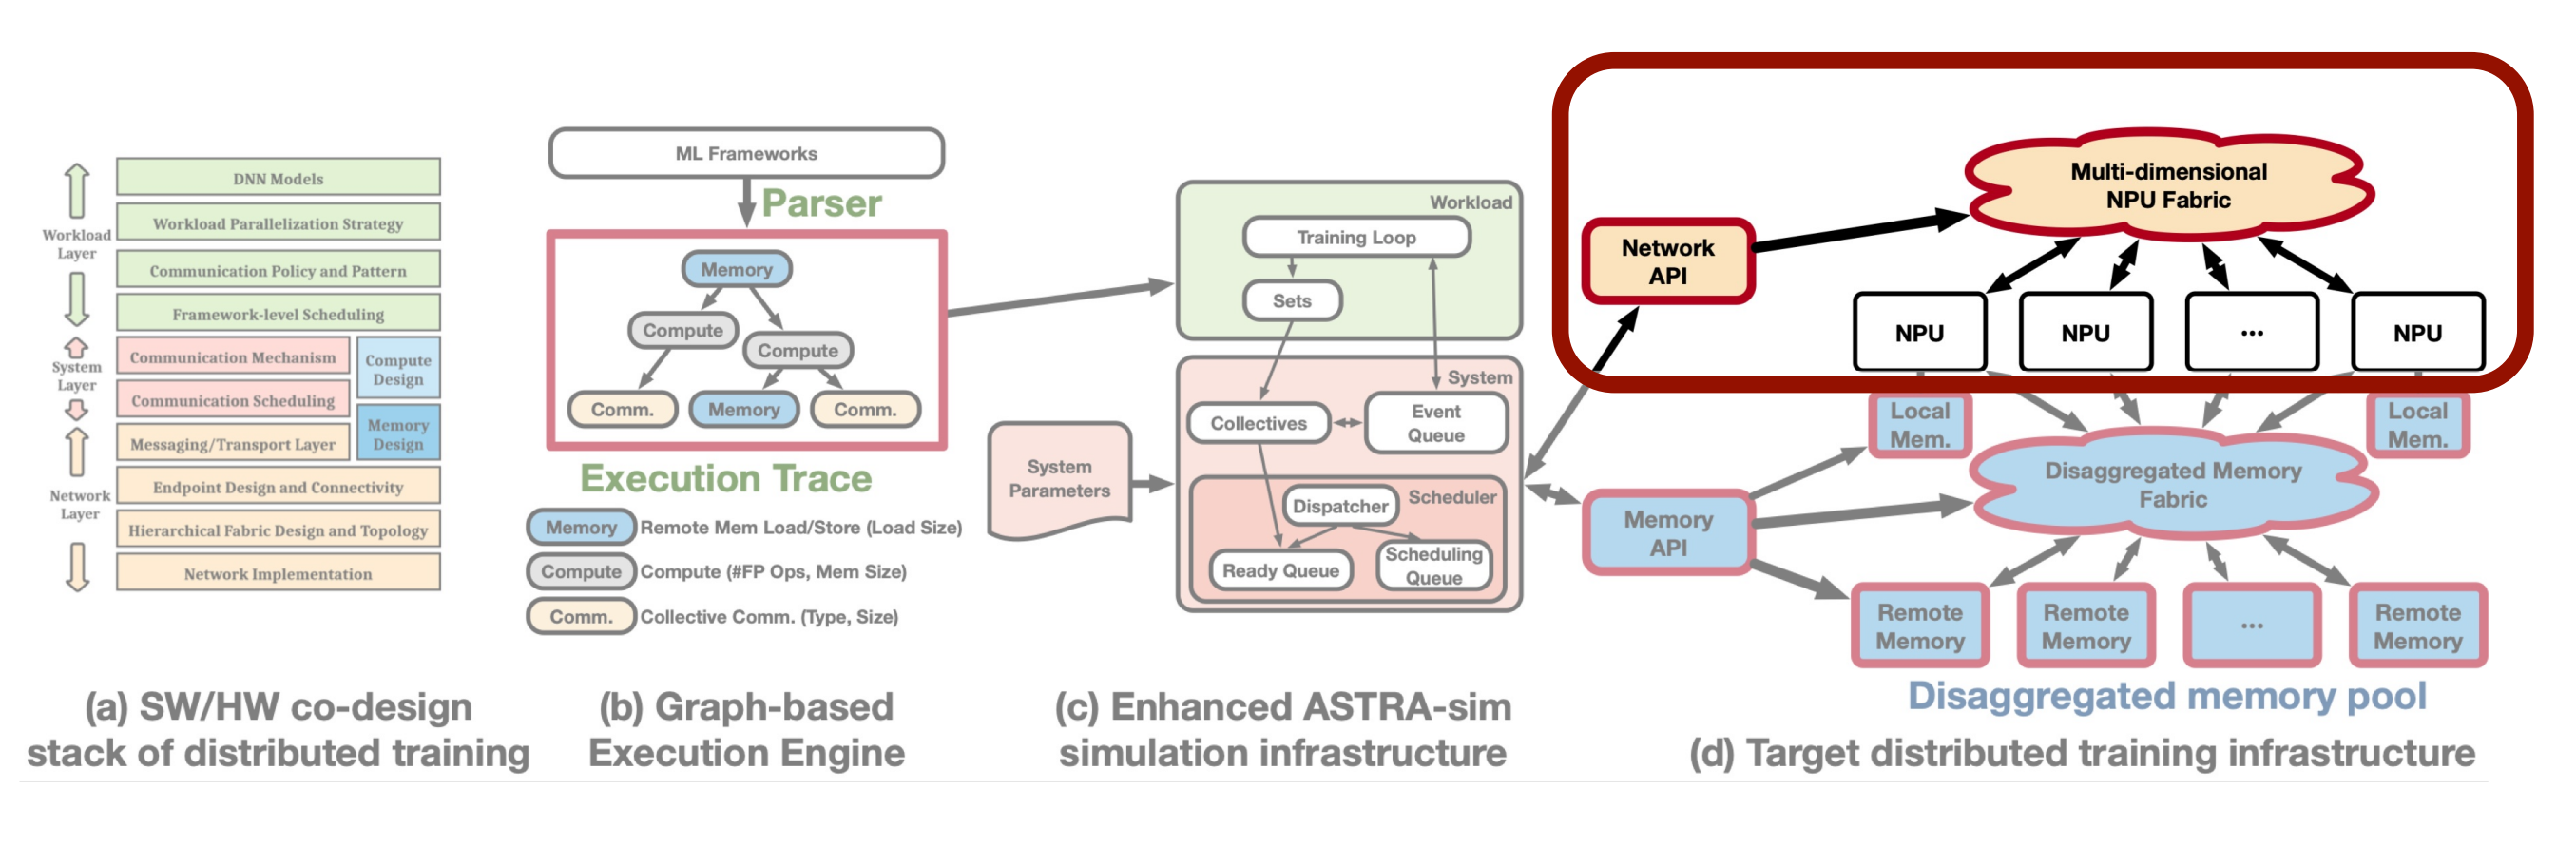 DNN Models
Workload Parallelization Strategy
Workload
Layer
Communication Policy and Pattern
Framework-level Scheduling
Communication Mechanism
Compute
Design
System
Layer
Communication Scheduling
Memory
Design
Messaging/Transport Layer
Endpoint Design and Connectivity
Network
Layer
Hierarchical Fabric Design and Topology
Network Implementation
(a) SW/HW co-design
stack of distributed training
ML Frameworks
Parser
Memory
Compute
Compute
Comm.
Memory
Comm.
Execution Trace
Memory
Remote Mem Load/Store (Load Size)
Compute
Compute (#FP Ops, Mem Size)
Comm.
Collective Comm. (Type, Size)
(b) Graph-based
Execution Engine
Workload
Training Loop
Sets
System
Collectives
Event
Queue
System
Parameters
Scheduler
Dispatcher
Ready Queue
Scheduling
Queue
(c) Enhanced ASTRA-sim
simulation infrastructure
Network
API
Multi-dimensional
NPU Fabric
NPU
NPU
...
NPU
Local
Mem.
Local
Mem.
Memory
API
Disaggregated Memory
Fabric
Remote
Memory
Remote
Memory
...
Remote
Memory
Disaggregated memory pool
(d) Target distributed training infrastructure